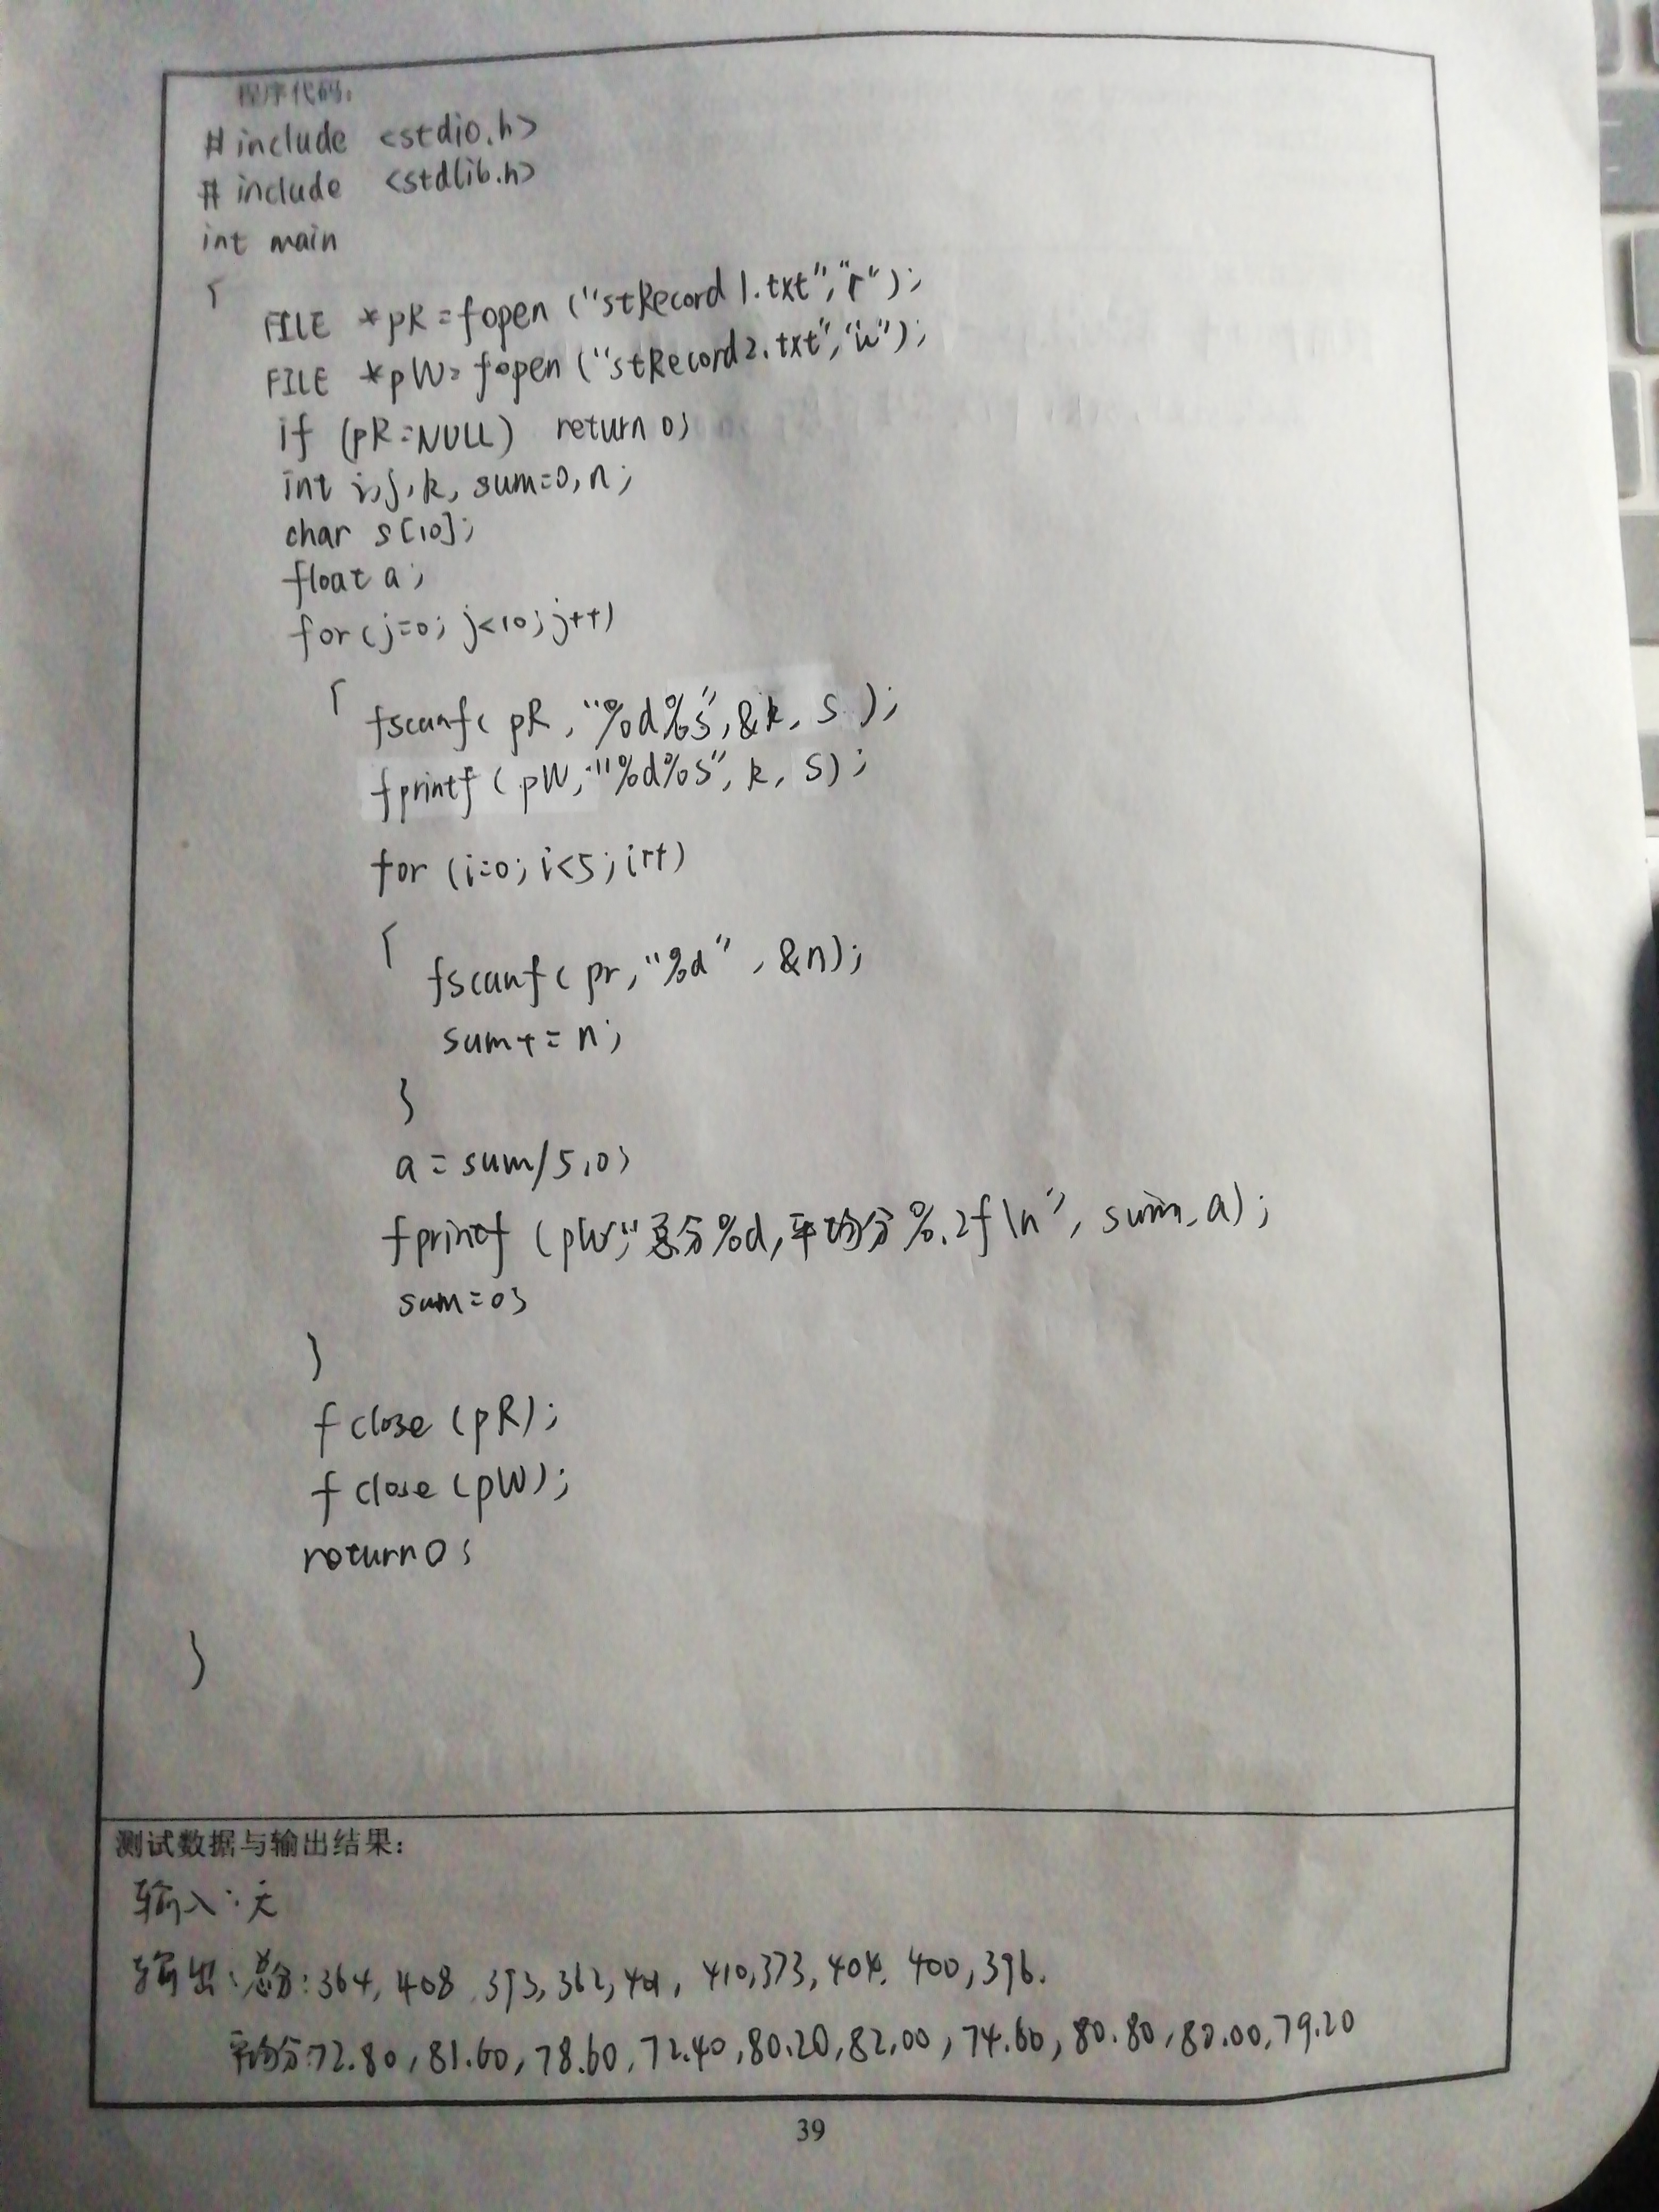 程序代码:
#include <stdio.h>
#include <stdlib.h>
int main
{
FILE *pR=fopen("stRecord1.txt","r");
FILE *pW=fopen("stRecord2.txt","w");
if (pR=NULL) return 0;
int i,j,k, sum=0,n;
char s[10];
float a;
for(j=0; j<10;j++)
{ fscanf( pR, "%d%s",&k, s );
fprintf( pW,"%d%s", k, s);
for (i=0; i<5; i++)
{
fscanf( pr,"%d", &n);
sum+=n;
}
a=sum/5.0;
fprintf (pW,"总分%d,平均分%.2f\n", sum, a);
sum=0;
}
fclose (pR);
fclose (pW);
return 0;
}
测试数据与输出结果:
输入:无
输出:总分:364, 408, 393, 362, 401, 410, 373, 404, 400, 396.
平均分:72.80, 81.60, 78.60, 72.40, 80.20, 82.00, 74.60, 80.80, 80.00, 79.20
39